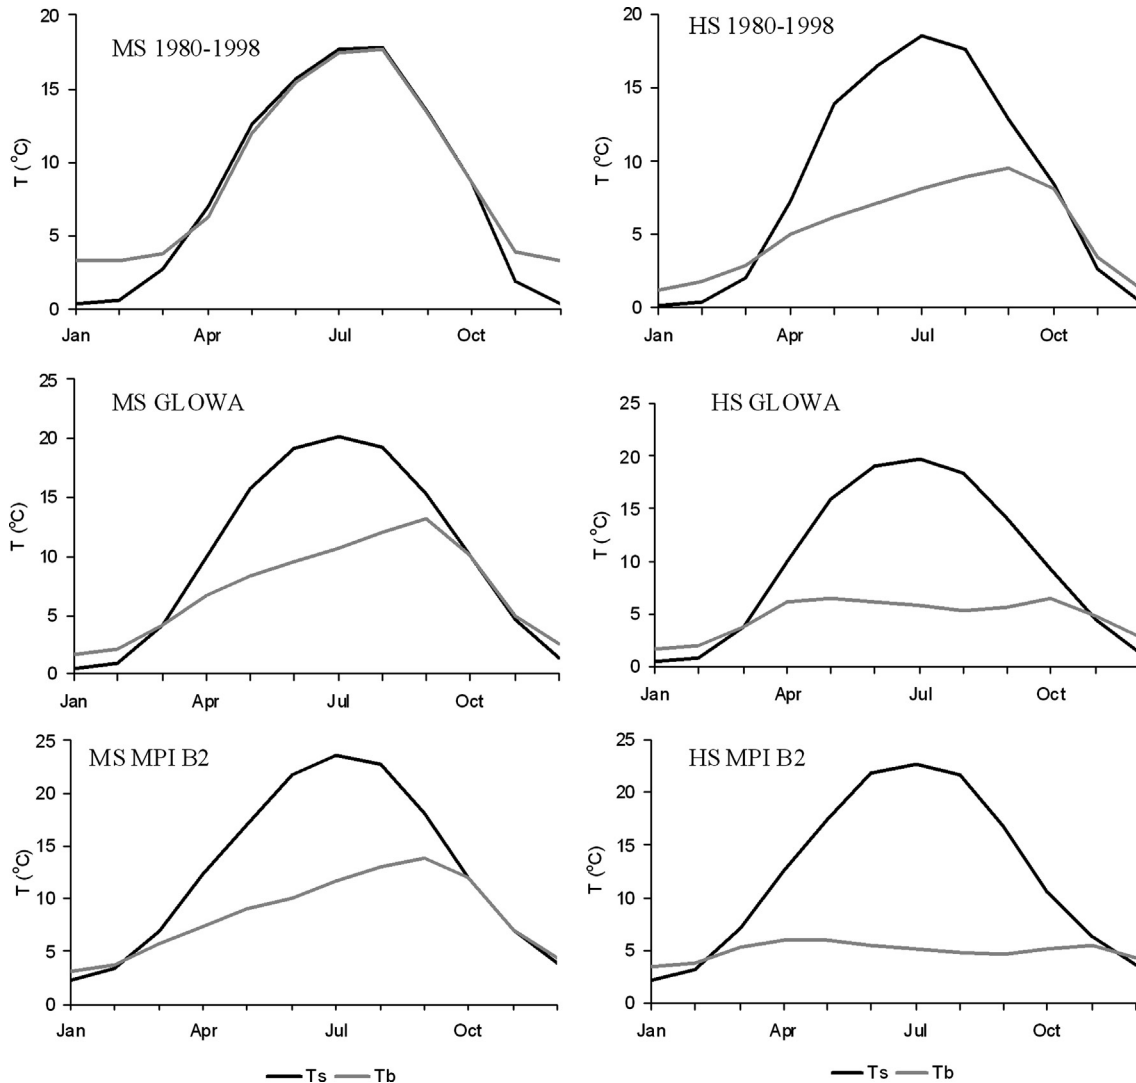 MS 1980-1998
T (°C)
20
15
10
5
0
Jan Apr Jul Oct
HS 1980-1998
T (°C)
20
15
10
5
0
Jan Apr Jul Oct
MS GLOWA
T (°C)
25
20
15
10
5
0
Jan Apr Jul Oct
HS GLOWA
T (°C)
25
20
15
10
5
0
Jan Apr Jul Oct
MS MPI B2
T (°C)
25
20
15
10
5
0
Jan Apr Jul Oct
HS MPI B2
T (°C)
25
20
15
10
5
0
Jan Apr Jul Oct
Ts Tb
Ts Tb